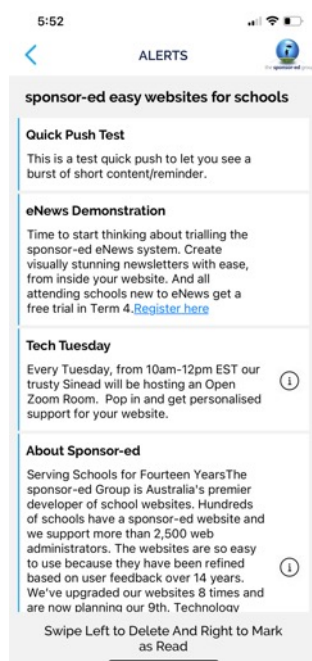 5:52
ALERTS
the sponsor-ed group
sponsor-ed easy websites for schools
Quick Push Test
This is a test quick push to let you see a
burst of short content/reminder.
eNews Demonstration
Time to start thinking about trialling the
sponsor-ed eNews system. Create
visually stunning newsletters with ease,
from inside your website. And all
attending schools new to eNews get a
free trial in Term 4.Register here
Tech Tuesday
Every Tuesday, from 10am-12pm EST our
trusty Sinead will be hosting an Open
Zoom Room. Pop in and get personalised
support for your website.
About Sponsor-ed
Serving Schools for Fourteen YearsThe
sponsor-ed Group is Australia's premier
developer of school websites. Hundreds
of schools have a sponsor-ed website and
we support more than 2,500 web
administrators. The websites are so easy
to use because they have been refined
based on user feedback over 14 years.
We've upgraded our websites 8 times and
are now planning our 9th. Technology
Swipe Left to Delete And Right to Mark
as Read